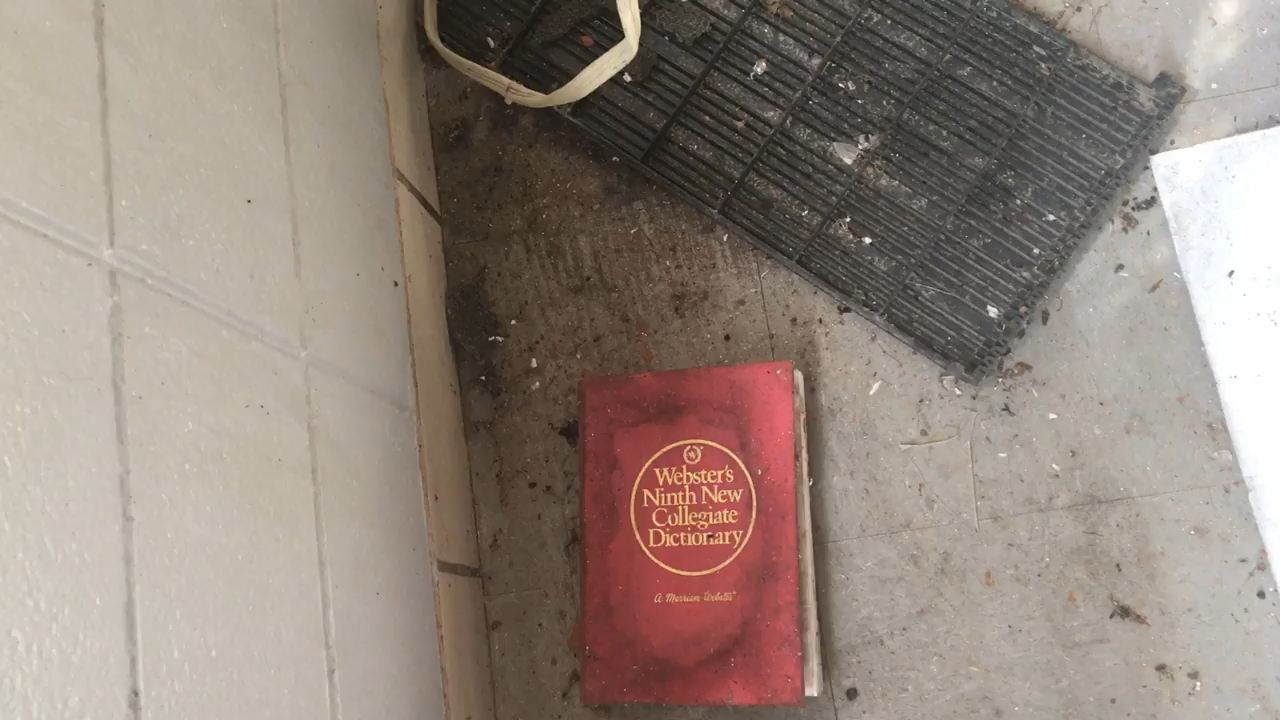 Webster's
Ninth New
Collegiate
Dictionary
A Merriam-Webster®